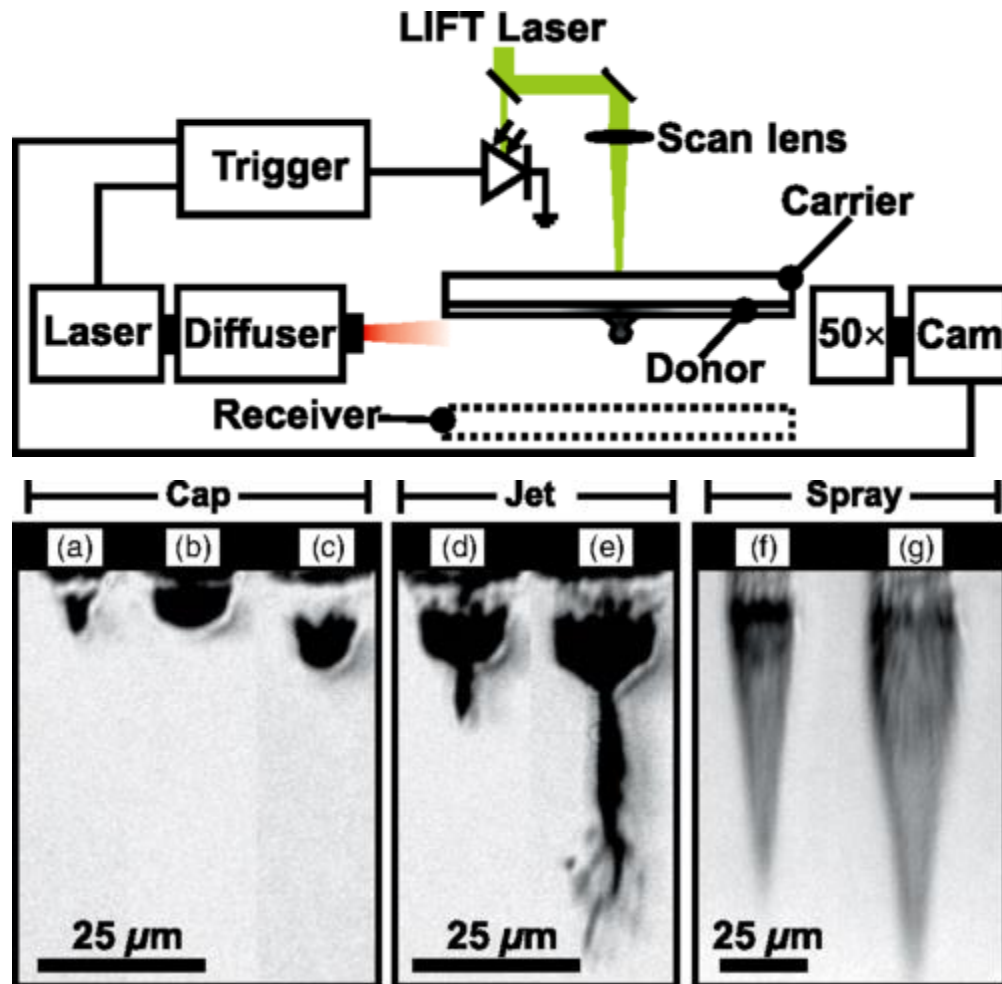 LIFT Laser
Scan lens
Trigger
Carrier
Laser
Diffuser
50×
Cam
Donor
Receiver
Cap
Jet
Spray
(a)
(b)
(c)
(d)
(e)
(f)
(g)
25 µm
25 µm
25 µm